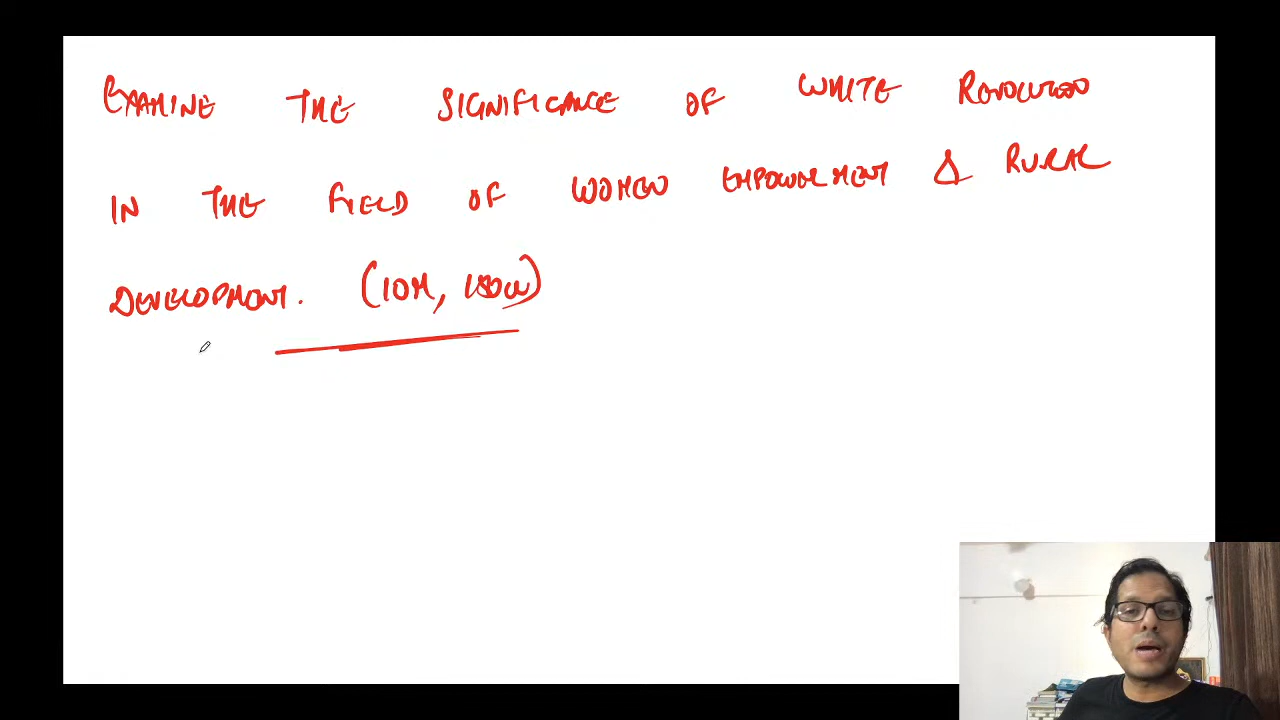 EXAMINE THE SIGNIFICANCE OF WHITE REVOLUTION
IN THE FIELD OF WOMEN EMPOWERMENT & RURAL
DEVELOPMENT. (10M, 150W)